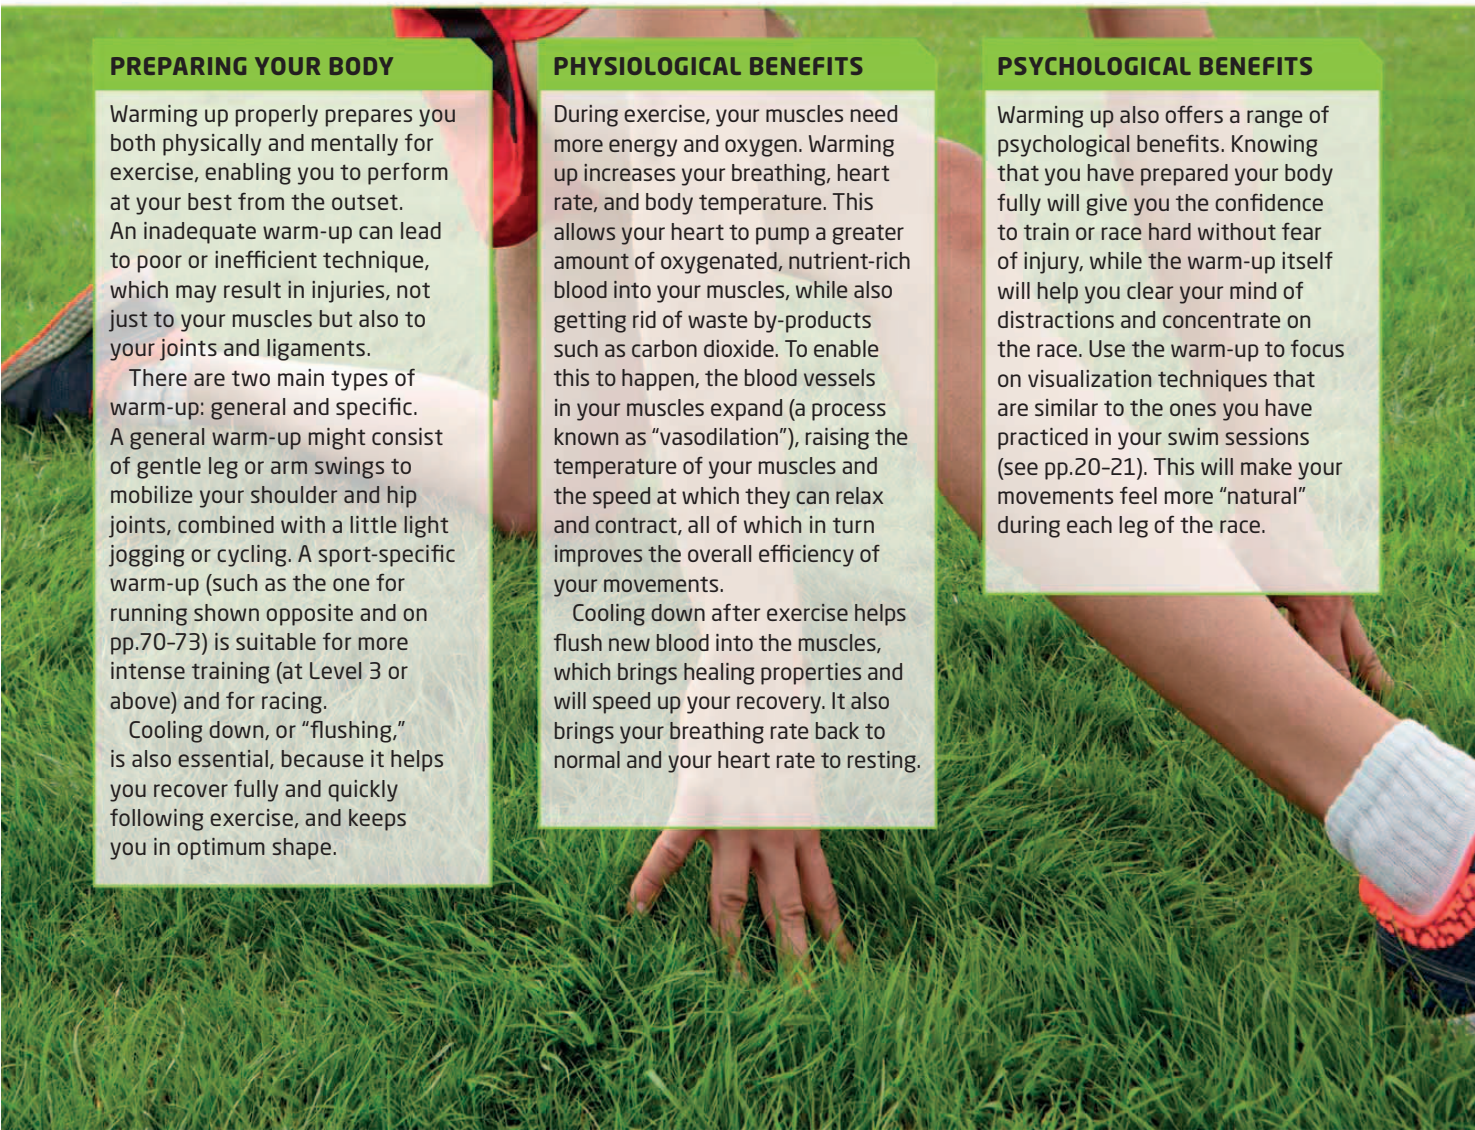 PREPARING YOUR BODY
Warming up properly prepares you
both physically and mentally for
exercise, enabling you to perform
at your best from the outset.
An inadequate warm-up can lead
to poor or inefficient technique,
which may result in injuries, not
just to your muscles but also to
your joints and ligaments.
There are two main types of
warm-up: general and specific.
A general warm-up might consist
of gentle leg or arm swings to
mobilize your shoulder and hip
joints, combined with a little light
jogging or cycling. A sport-specific
warm-up (such as the one for
running shown opposite and on
pp.70–73) is suitable for more
intense training (at Level 3 or
above) and for racing.
Cooling down, or “flushing,”
is also essential, because it helps
you recover fully and quickly
following exercise, and keeps
you in optimum shape.
PHYSIOLOGICAL BENEFITS
During exercise, your muscles need
more energy and oxygen. Warming
up increases your breathing, heart
rate, and body temperature. This
allows your heart to pump a greater
amount of oxygenated, nutrient-rich
blood into your muscles, while also
getting rid of waste by-products
such as carbon dioxide. To enable
this to happen, the blood vessels
in your muscles expand (a process
known as “vasodilation”), raising the
temperature of your muscles and
the speed at which they can relax
and contract, all of which in turn
improves the overall efficiency of
your movements.
Cooling down after exercise helps
flush new blood into the muscles,
which brings healing properties and
will speed up your recovery. It also
brings your breathing rate back to
normal and your heart rate to resting.
PSYCHOLOGICAL BENEFITS
Warming up also offers a range of
psychological benefits. Knowing
that you have prepared your body
fully will give you the confidence
to train or race hard without fear
of injury, while the warm-up itself
will help you clear your mind of
distractions and concentrate on
the race. Use the warm-up to focus
on visualization techniques that
are similar to the ones you have
practiced in your swim sessions
(see pp.20–21). This will make your
movements feel more “natural”
during each leg of the race.